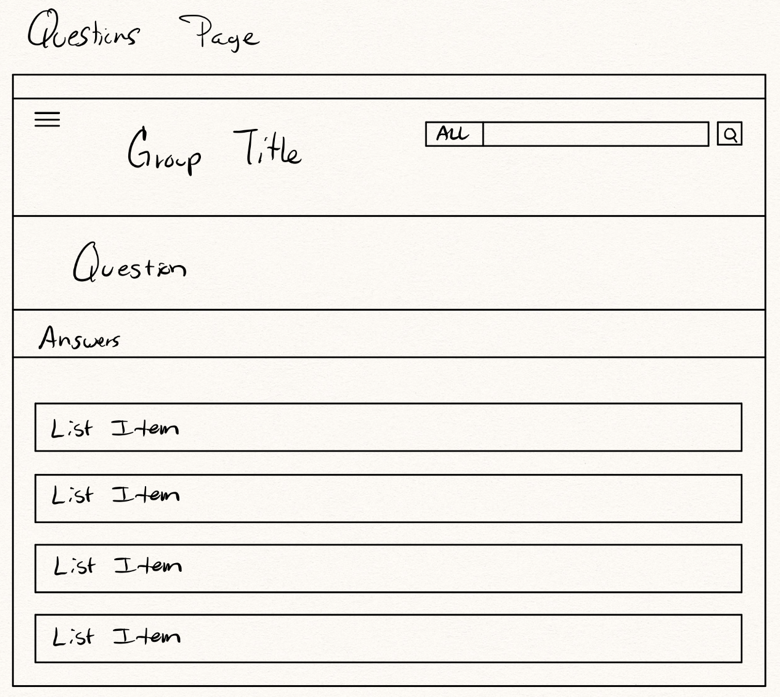 Questions Page
Group Title
ALL
Question
Answers
List Item
List Item
List Item
List Item